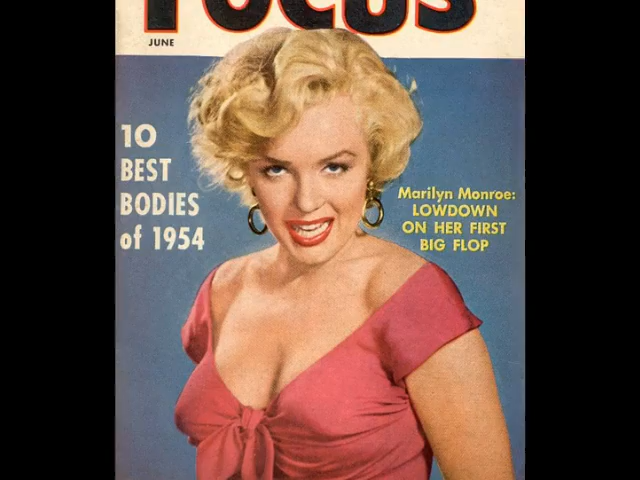 FOCUS
JUNE
10
BEST
BODIES
of 1954
Marilyn Monroe:
LOWDOWN
ON HER FIRST
BIG FLOP